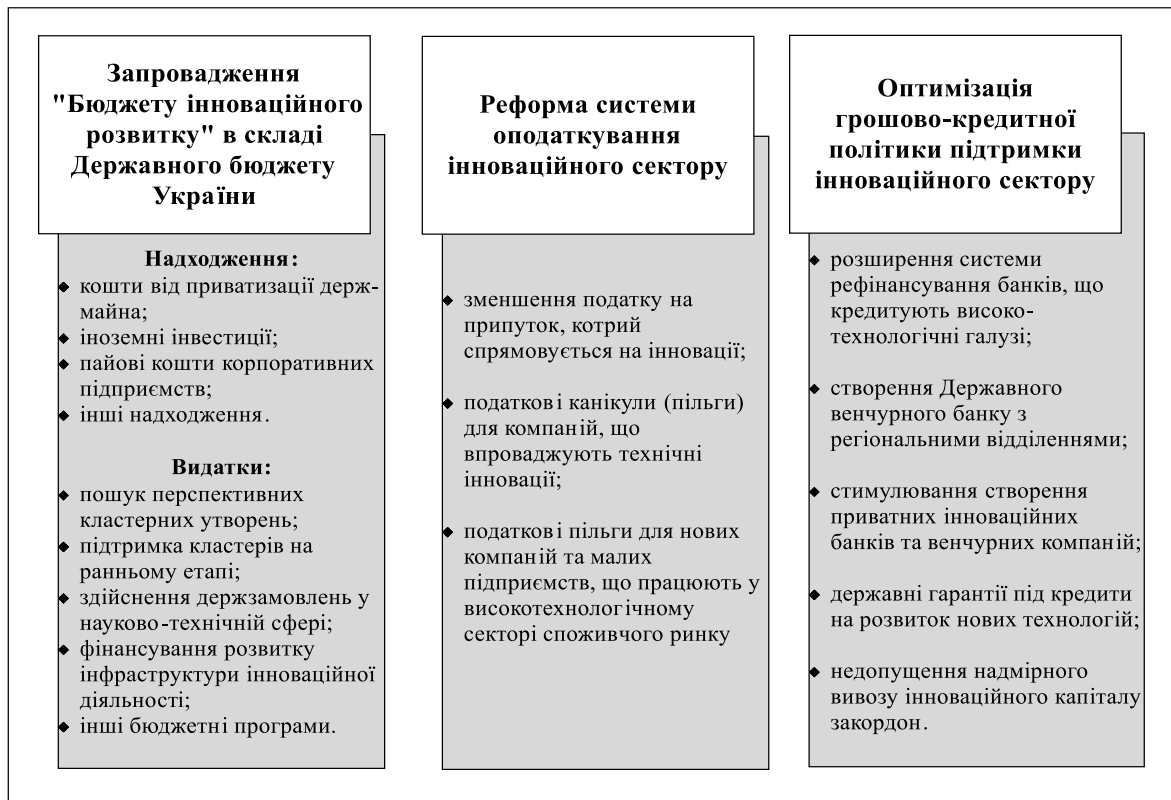 Запровадження
"Бюджету інноваційного
розвитку" в складі
Державного бюджету
України
Надходження:
◆ кошти від приватизації держ-
майна;
◆ іноземні інвестиції;
◆ пайові кошти корпоративних
підприємств;
◆ інші надходження.
Видатки:
◆ пошук перспективних
кластерних утворень;
◆ підтримка кластерів на
ранньому етапі;
◆ здійснення держзамовлень у
науково-технічній сфері;
◆ фінансування розвитку
інфраструктури інноваційної
діяльності;
◆ інші бюджетні програми.
Реформа системи
оподаткування
інноваційного сектору
◆ зменшення податку на
припуток, котрий
спрямовується на інновації;
◆ податкові канікули (пільги)
для компаній, що
впроваджують технічні
інновації;
◆ податкові пільги для нових
компаній та малих
підприємств, що працюють у
високотехнологічному
секторі споживчого ринку
Оптимізація
грошово-кредитної
політики підтримки
інноваційного сектору
◆ розширення системи
рефінансування банків, що
кредитують високо-
технологічні галузі;
◆ створення Державного
венчурного банку з
регіональними відділеннями;
◆ стимулювання створення
приватних інноваційних
банків та венчурних компаній;
◆ державні гарантії під кредити
на розвиток нових технологій;
◆ недопущення надмірного
вивозу інноваційного капіталу
закордон.